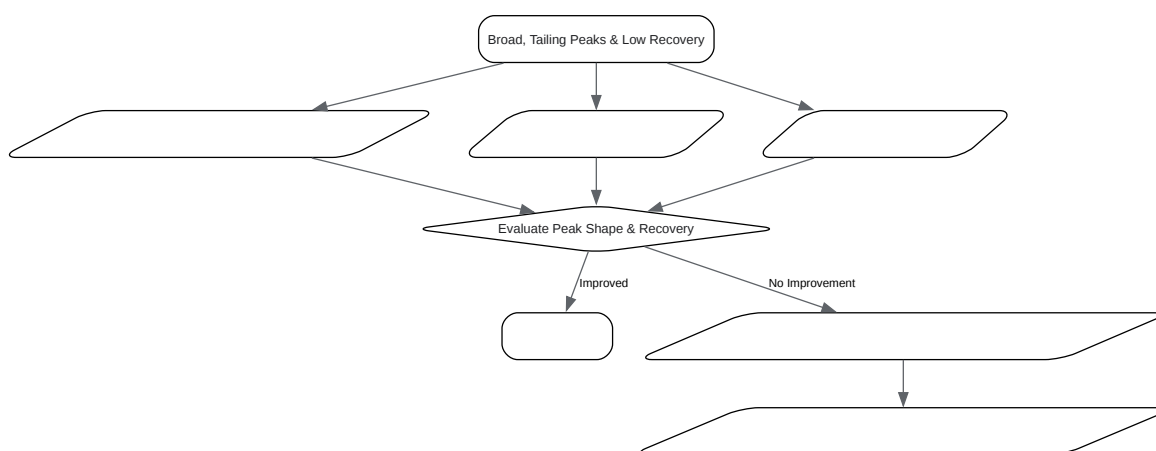 Broad, Tailing Peaks & Low Recovery
Evaluate Peak Shape & Recovery
Improved
No Improvement